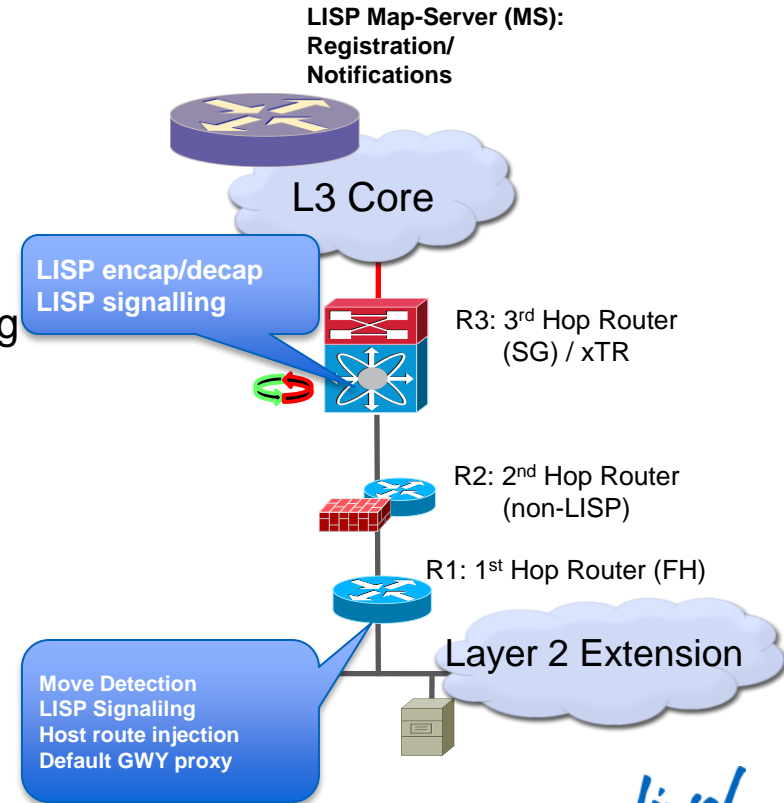 LISP Map-Server (MS):
Registration/
Notifications
L3 Core
LISP encap/decap
LISP signalling
g
R3: 3rd Hop Router
(SG) / xTR
R2: 2nd Hop Router
(non-LISP)
R1: 1st Hop Router (FH)
Layer 2 Extension
Move Detection
LISP Signalilng
Host route injection
Default GWY proxy